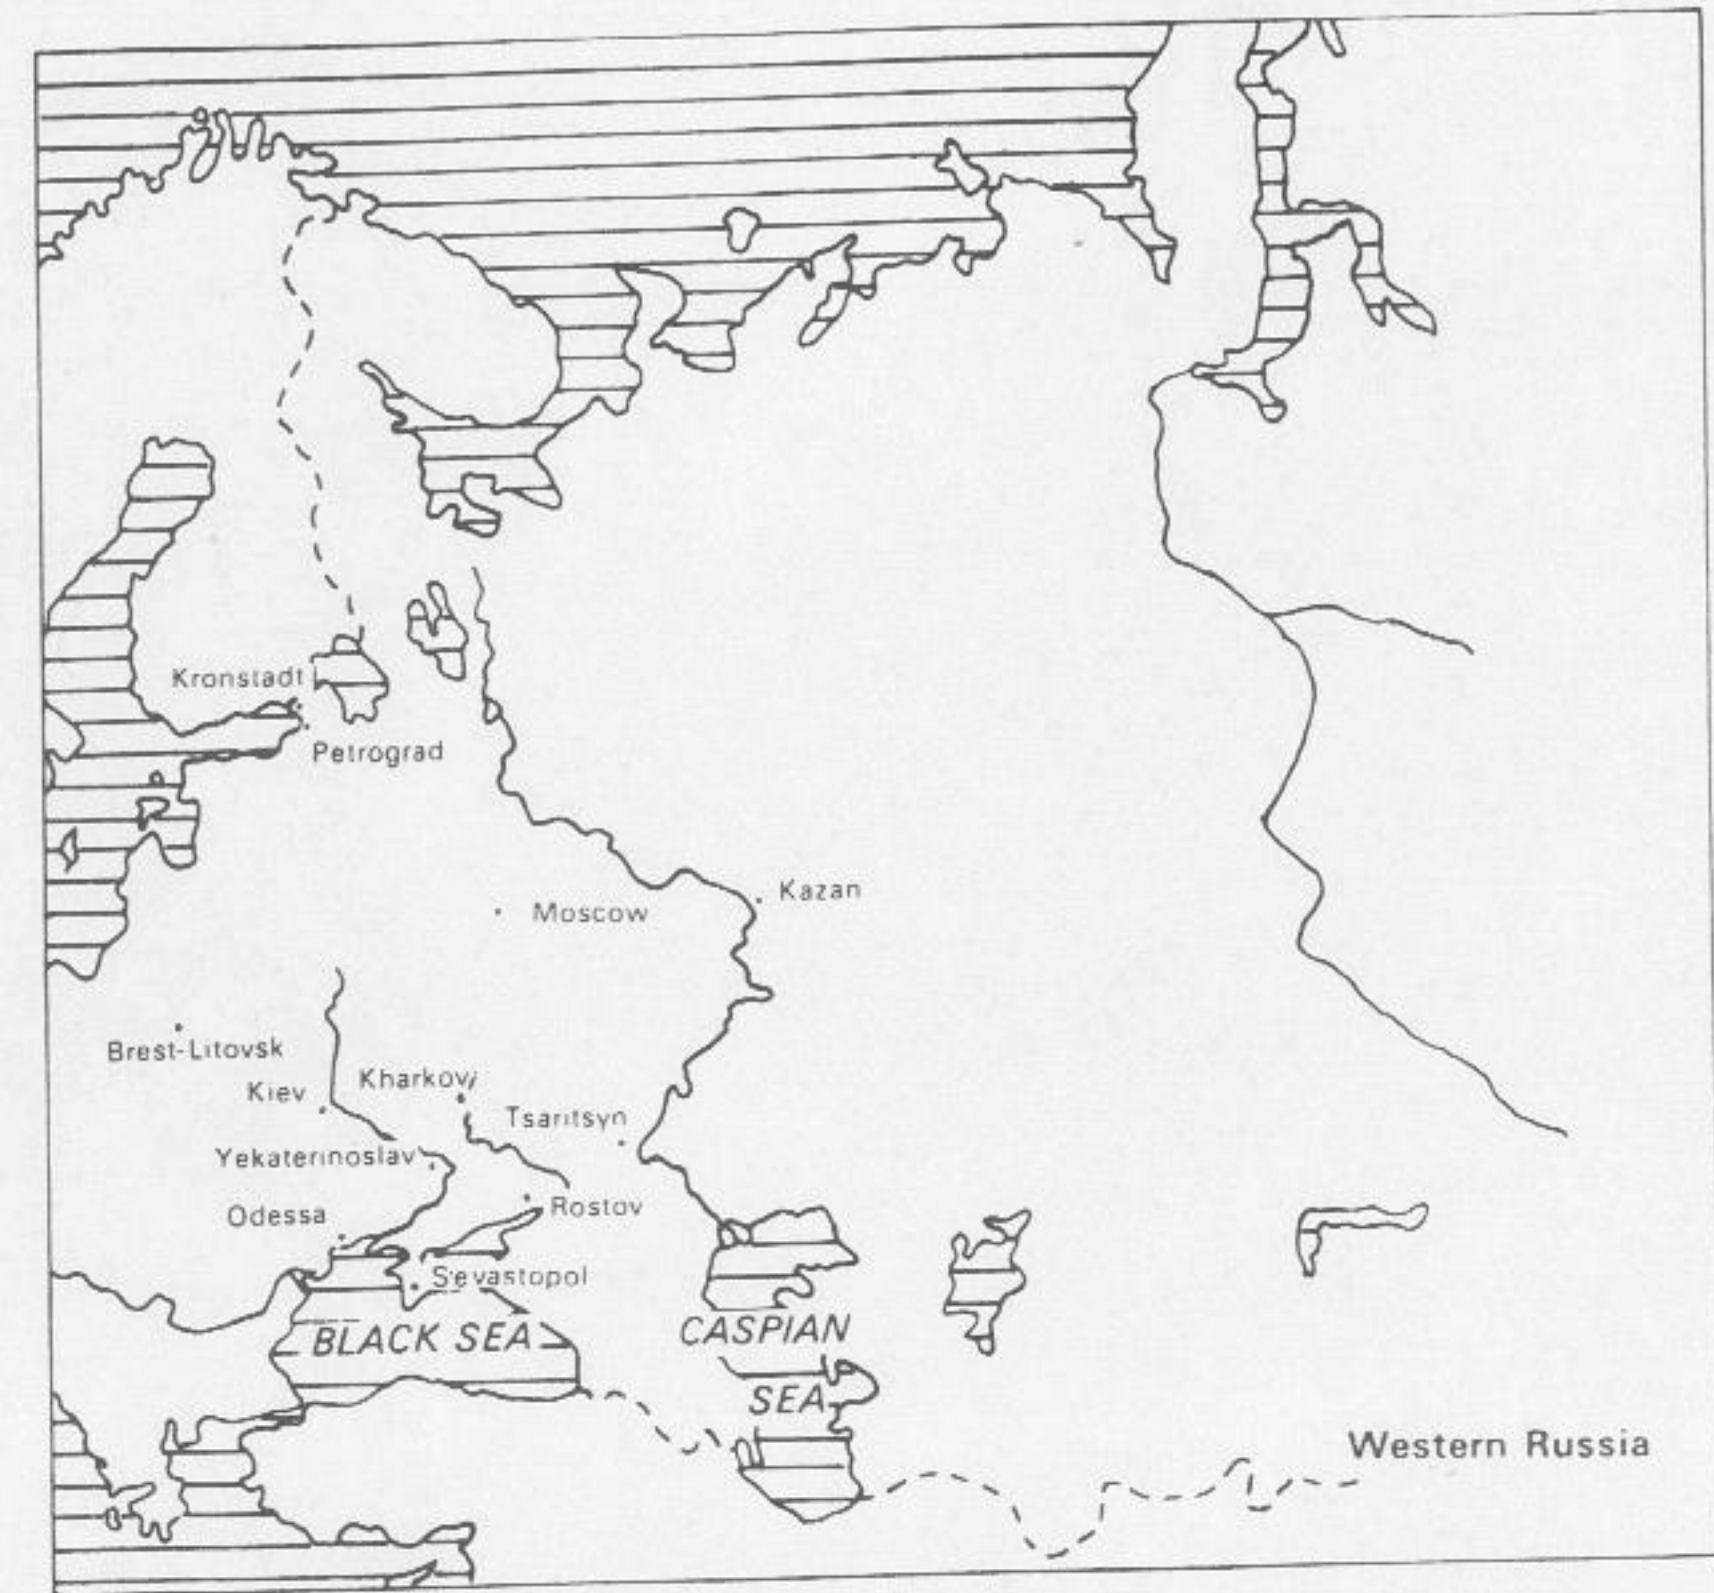 Kronstadt
Petrograd
Kazan
Moscow
Brest-Litovsk
Kiev
Kharkov
Tsaritsyn
Yekaterinoslav
Odessa
Rostov
Sevastopol
BLACK SEA
CASPIAN
SEA
Western Russia